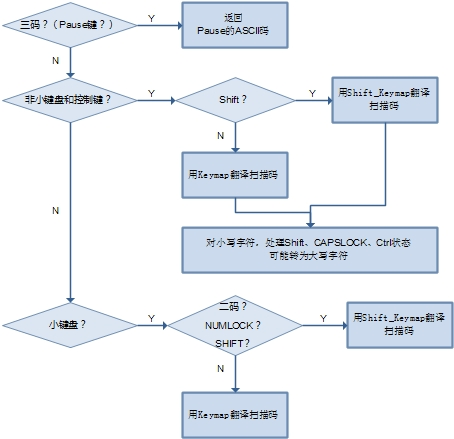 三码？（Pause键？）
Y
返回
Pause的ASCII码
N
非小键盘和控制键？
Y
Shift？
Y
用Shift_Keymap翻译
扫描码
N
用Keymap翻译扫描码
N
对小写字符，处理Shift、CAPSLOCK、Ctrl状态
可能转为大写字符
小键盘？
Y
二码？
NUMLOCK？
SHIFT？
Y
用Shift_Keymap翻译
扫描码
N
用Keymap翻译扫描码